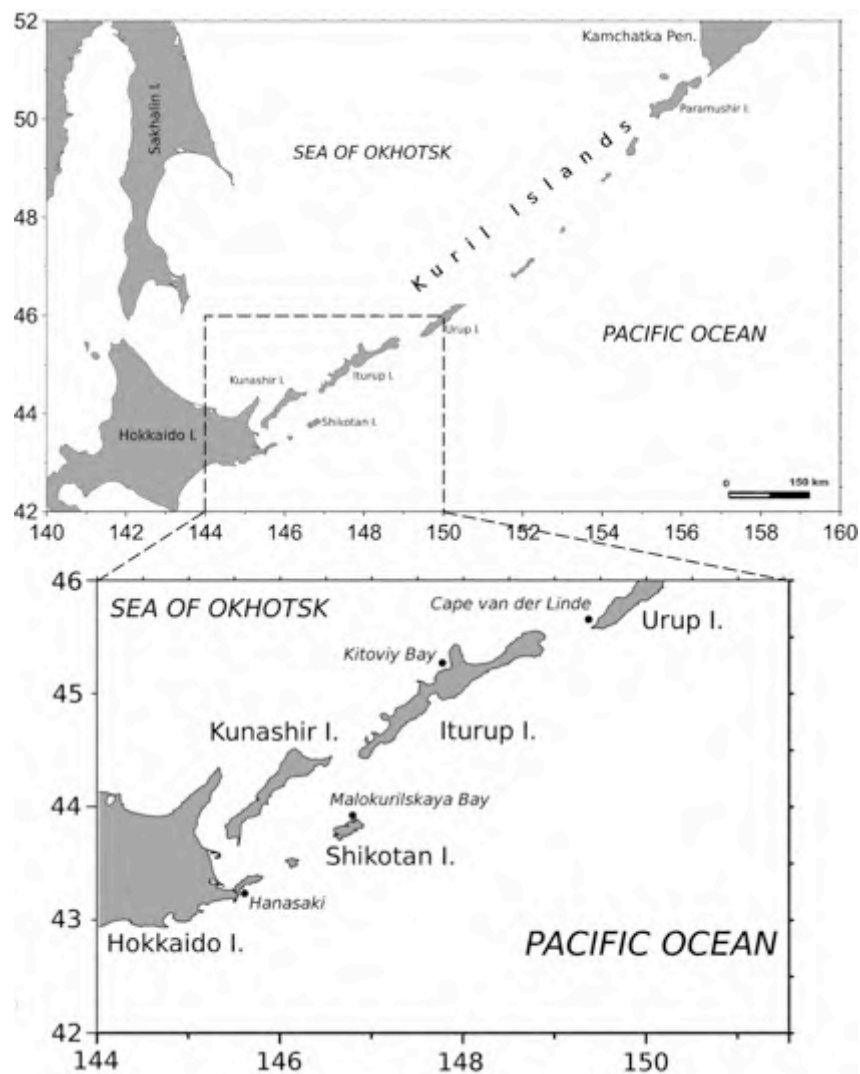 52
Kamchatka Pen.
50
Paramushir I.
Sakhalin I.
SEA OF OKHOTSK
Kuril Islands
48
46
Urup I.
PACIFIC OCEAN
Iturup I.
Kunashir I.
44
Shikotan I.
Hokkaido I.
0 150 km
42
140 142 144 146 148 150 152 154 156 158 160
46
SEA OF OKHOTSK
Cape van der Linde
Urup I.
Kitoviy Bay
45
Iturup I.
Kunashir I.
44
Malokurilskaya Bay
Shikotan I.
43
Hanasaki
Hokkaido I.
PACIFIC OCEAN
42
144 146 148 150